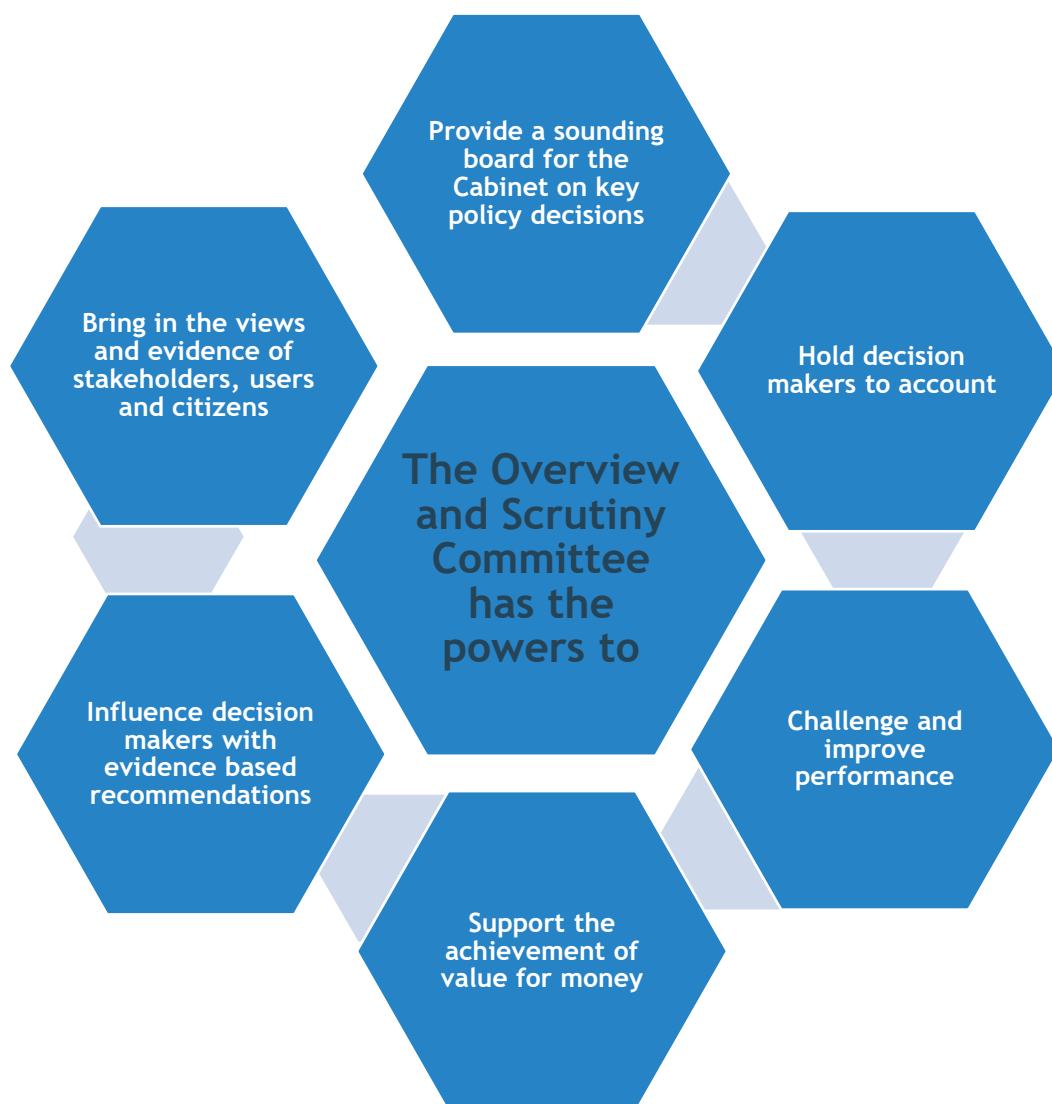 Provide a sounding
board for the
Cabinet on key
policy decisions
Hold decision
makers to account
Challenge and
improve
performance
Support the
achievement of
value for money
Influence decision
makers with
evidence based
recommendations
Bring in the views
and evidence of
stakeholders, users
and citizens
The Overview
and Scrutiny
Committee
has the
powers to